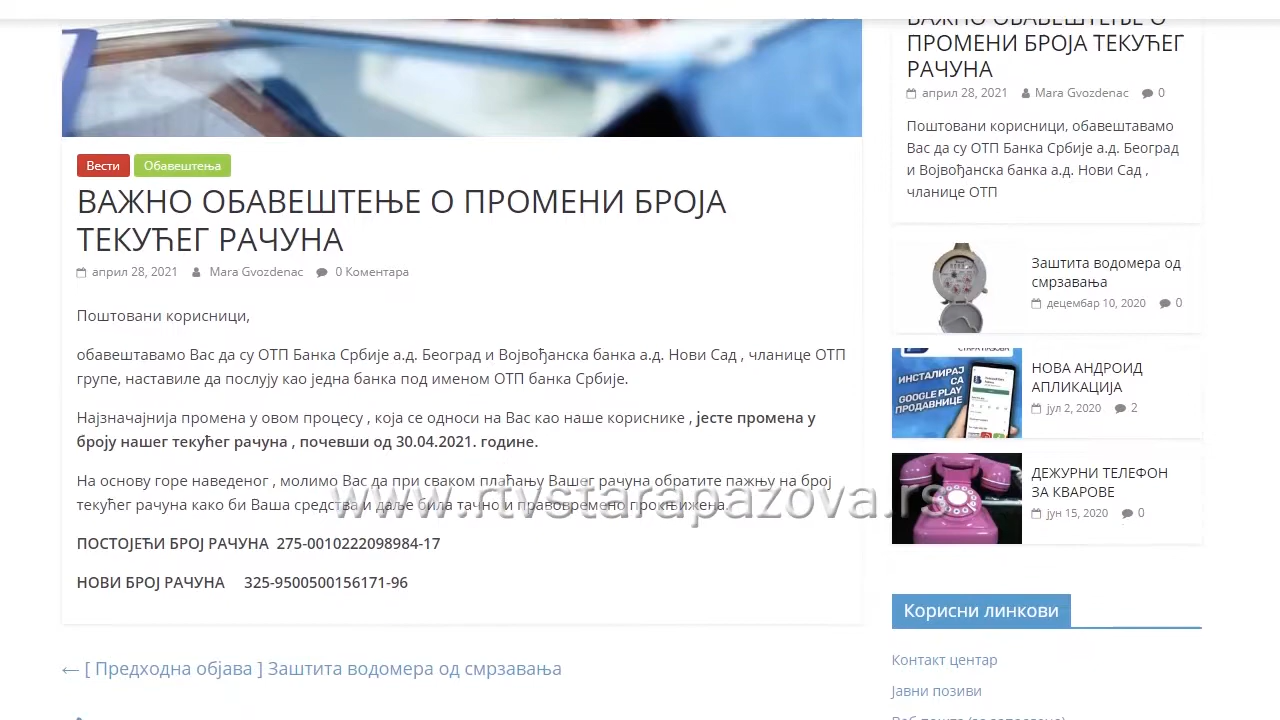 Вести Обавештења
ВАЖНО ОБАВЕШТЕЊЕ О ПРОМЕНИ БРОЈА
ТЕКУЋЕГ РАЧУНА
април 28, 2021 Mara Gvozdenac 0 Коментара
Поштовани корисници,
обавештавамо Вас да су ОТП Банка Србије а.д. Београд и Војвођанска банка а.д. Нови Сад , чланице ОТП
групе, наставиле да послују као једна банка под именом ОТП банка Србије.
Најзначајнија промена у овом процесу , која се односи на Вас као наше кориснике , јесте промена у
броју нашег текућег рачуна , почевши од 30.04.2021. године.
На основу горе наведеног , молимо Вас да при сваком плаћању Вашег рачуна обратите пажњу на број
текућег рачуна како би Ваша средства и даље била тачно и правовремено прокњижена.
www.rtvstarapazova.rs
ПОСТОЈЕЋИ БРОЈ РАЧУНА 275-0010222098984-17
НОВИ БРОЈ РАЧУНА 325-9500500156171-96
← [ Предходна објава ] Заштита водомера од смрзавања
ВАЖНО ОБАВЕШТЕЊЕ О
ПРОМЕНИ БРОЈА ТЕКУЋЕГ
РАЧУНА
април 28, 2021 Mara Gvozdenac 0
Поштовани корисници, обавештавамо
Вас да су ОТП Банка Србије а.д. Београд
и Војвођанска банка а.д. Нови Сад ,
чланице ОТП
Заштита водомера од
смрзавања
децембар 10, 2020 0
ИНСТАЛИРАЈ
СА
GOOGLE PLAY
ПРОДАВНИЦЕ
НОВА АНДРОИД
АПЛИКАЦИЈА
јул 2, 2020 2
ДЕЖУРНИ ТЕЛЕФОН
ЗА КВАРОВЕ
јун 15, 2020 0
Корисни линкови
Контакт центар
Јавни позиви